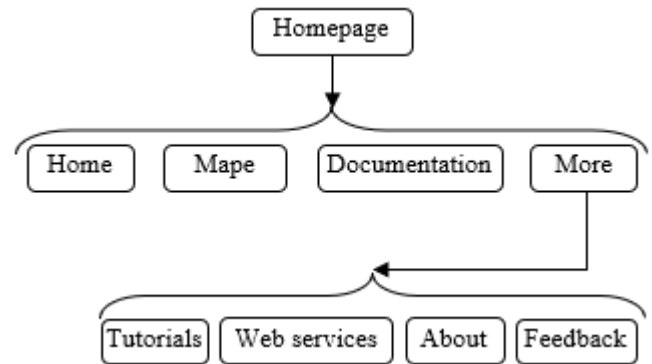 Homepage
Home Mape Documentation More
Tutorials Web services About Feedback